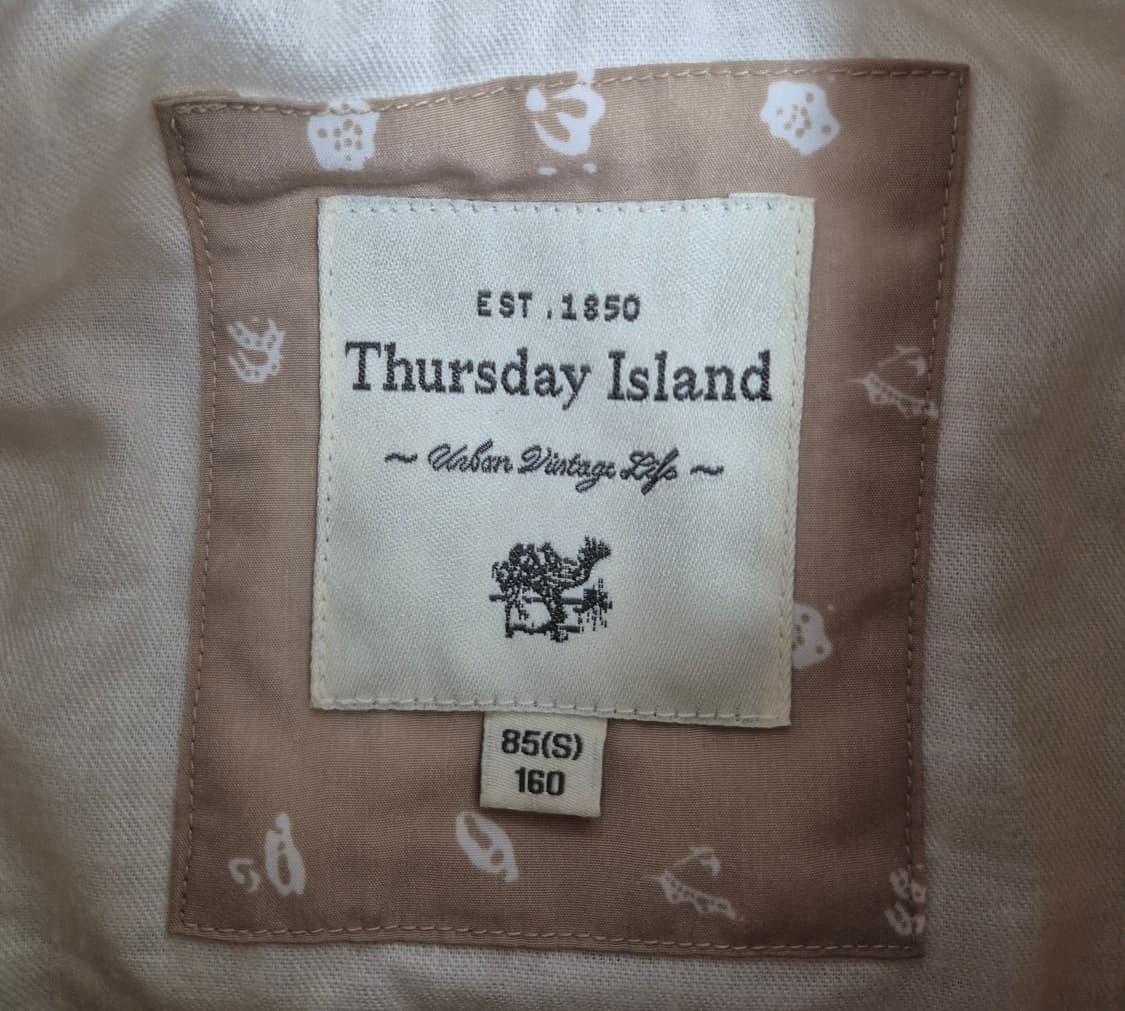 EST.1850
Thursday Island
~ Urban Vintage Life ~
85(S)
160